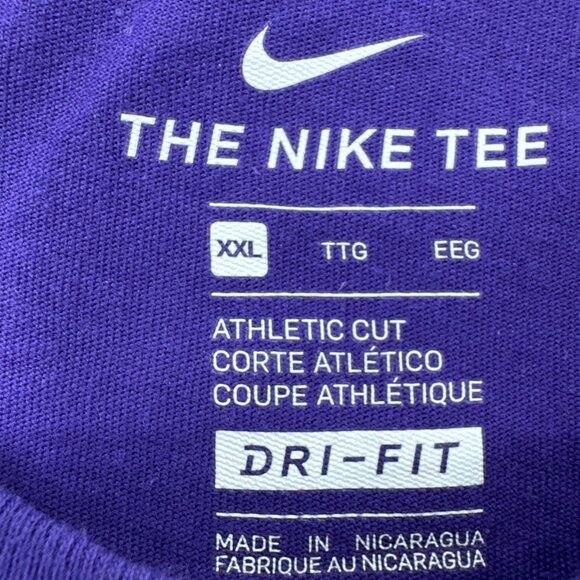 THE NIKE TEE
XXL TTG EEG
ATHLETIC CUT
CORTE ATLÉTICO
COUPE ATHLÉTIQUE
DRI-FIT
MADE IN NICARAGUA
FABRIQUE AU NICARAGUA